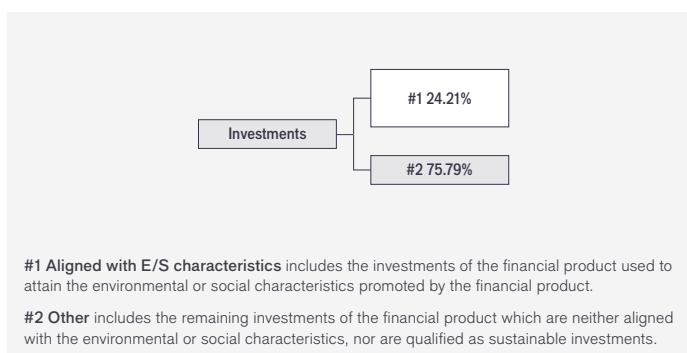 #1 24.21%
Investments
#2 75.79%
#1 Aligned with E/S characteristics includes the investments of the financial product used to
attain the environmental or social characteristics promoted by the financial product.
#2 Other includes the remaining investments of the financial product which are neither aligned
with the environmental or social characteristics, nor are qualified as sustainable investments.